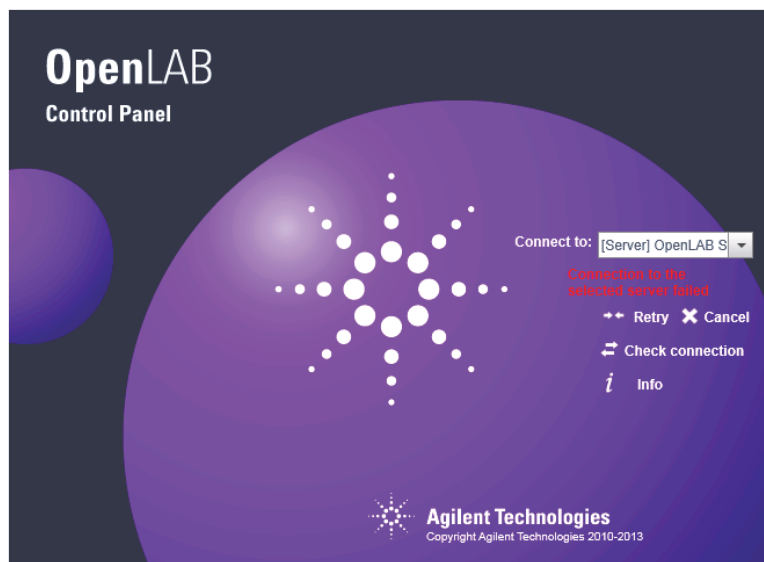 OpenLAB
Control Panel
Connect to: [Server] OpenLAB S
Connection to the
selected server failed
Retry Cancel
Check connection
i Info
Agilent Technologies
Copyright Agilent Technologies 2010-2013